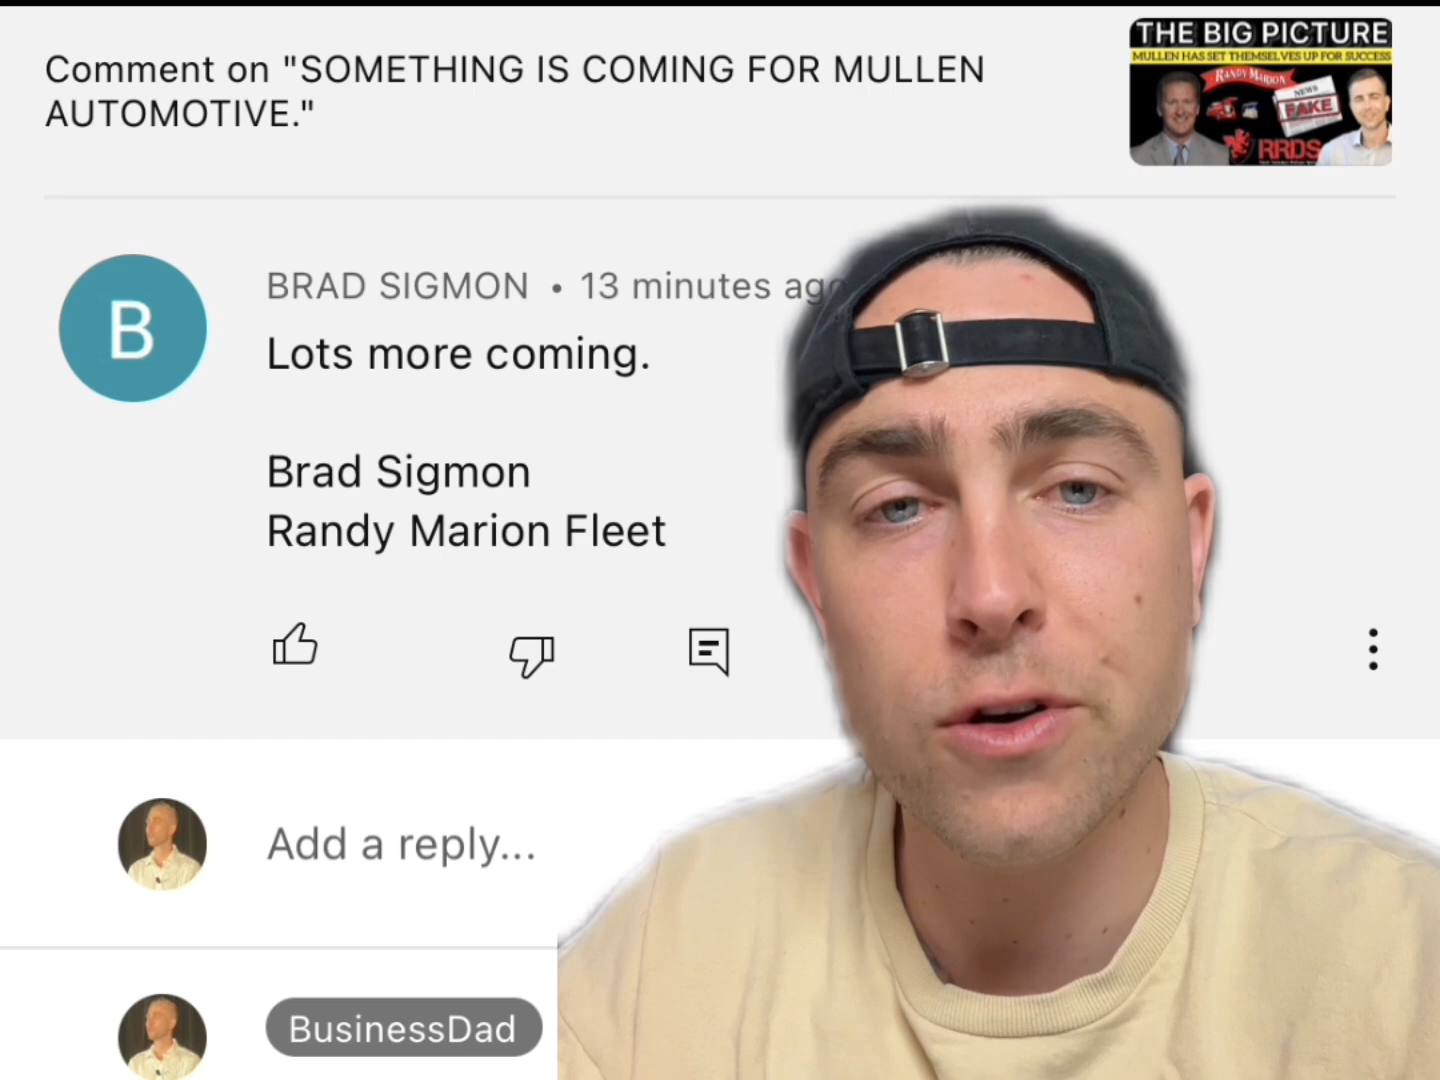 Comment on "SOMETHING IS COMING FOR MULLEN
AUTOMOTIVE."
THE BIG PICTURE
MULLEN HAS SET THEMSELVES UP FOR SUCCESS
RANDY MARION
NEWS
FAKE
RRDS
B
BRAD SIGMON • 13 minutes ago
Lots more coming.
Brad Sigmon
Randy Marion Fleet
Add a reply...
BusinessDad